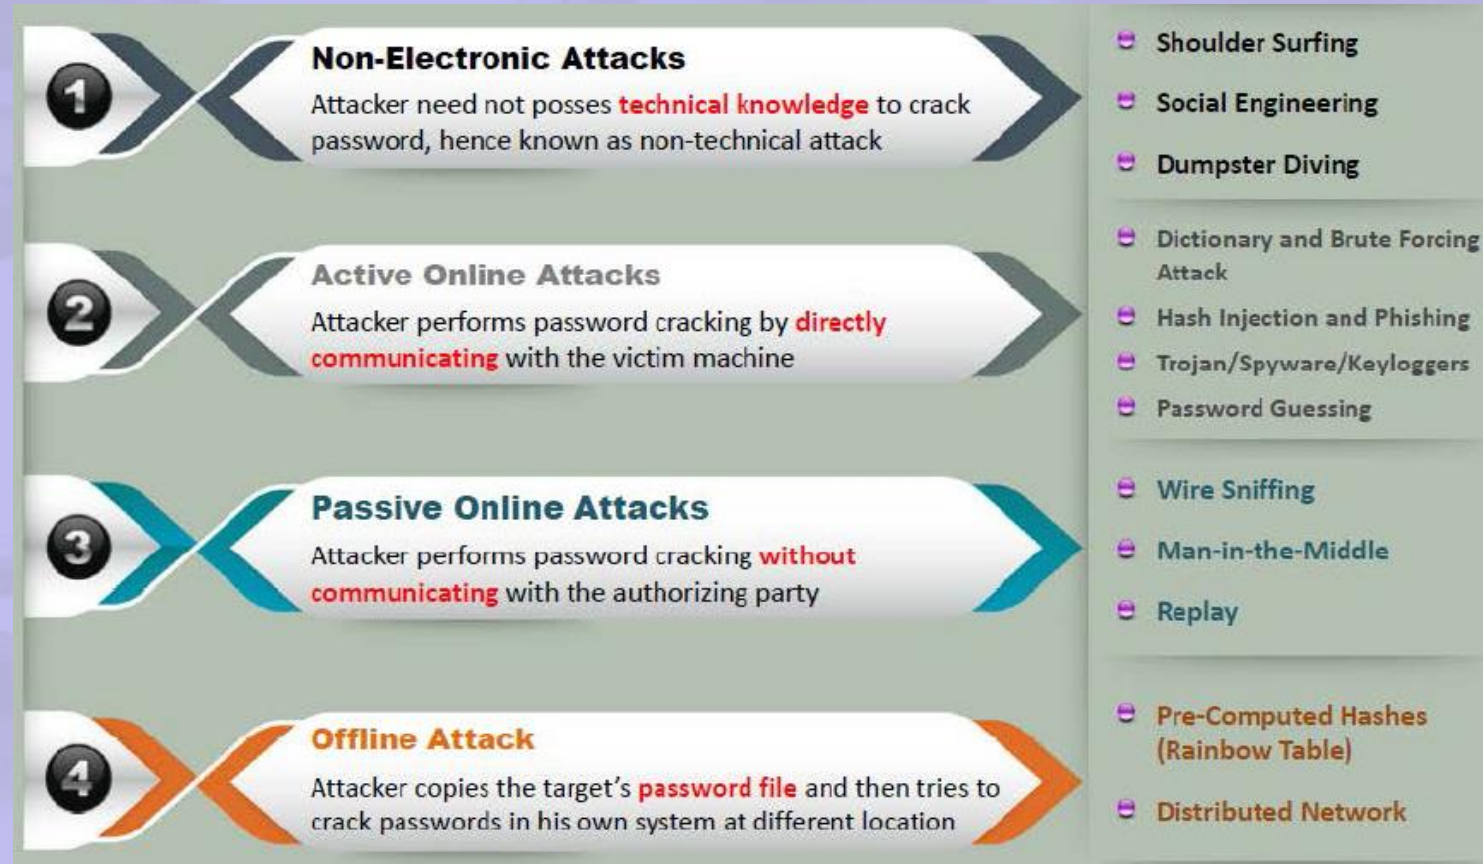 1
Non-Electronic Attacks
Attacker need not posses technical knowledge to crack
password, hence known as non-technical attack
Shoulder Surfing
Social Engineering
Dumpster Diving
2
Active Online Attacks
Attacker performs password cracking by directly
communicating with the victim machine
Dictionary and Brute Forcing
Attack
Hash Injection and Phishing
Trojan/Spyware/Keyloggers
Password Guessing
3
Passive Online Attacks
Attacker performs password cracking without
communicating with the authorizing party
Wire Sniffing
Man-in-the-Middle
Replay
4
Offline Attack
Attacker copies the target's password file and then tries to
crack passwords in his own system at different location
Pre-Computed Hashes
(Rainbow Table)
Distributed Network